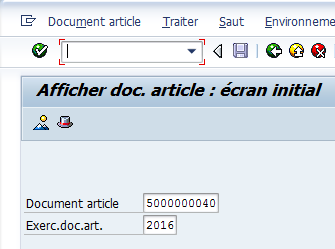 Document article Traiter Saut Environneme
Afficher doc. article : écran initial
Document article 5000000040
Exerc.doc.art. 2016